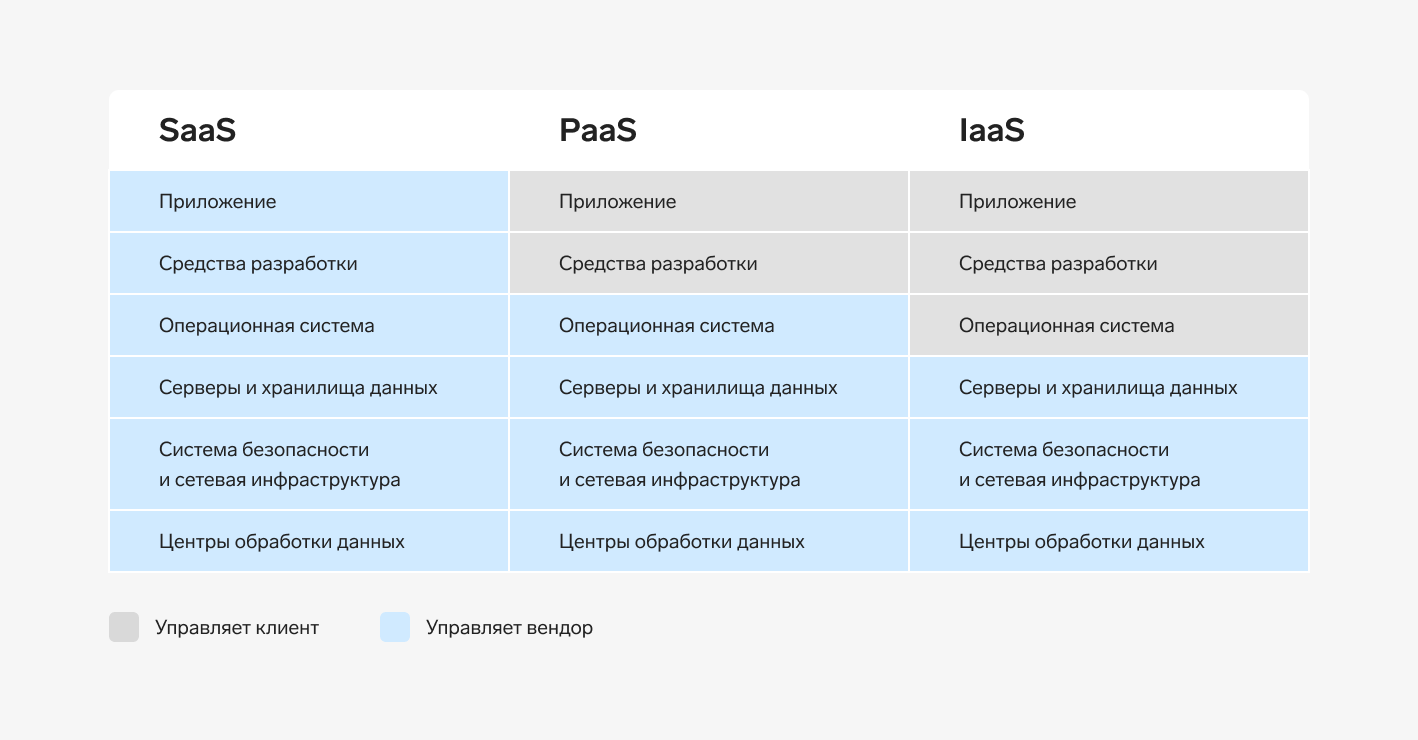 SaaS
PaaS
IaaS
Приложение
Приложение
Приложение
Средства разработки
Средства разработки
Средства разработки
Операционная система
Операционная система
Операционная система
Серверы и хранилища данных
Серверы и хранилища данных
Серверы и хранилища данных
Система безопасности
и сетевая инфраструктура
Система безопасности
и сетевая инфраструктура
Система безопасности
и сетевая инфраструктура
Центры обработки данных
Центры обработки данных
Центры обработки данных
Управляет клиент
Управляет вендор